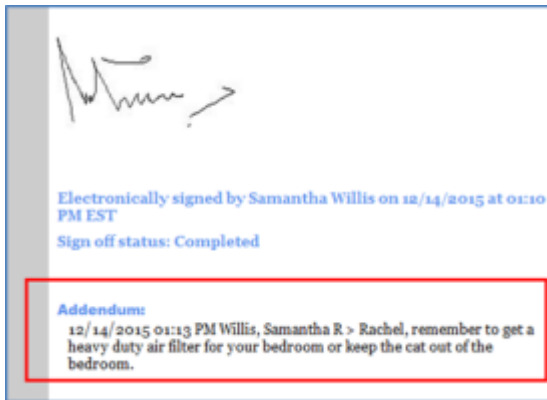 Electronically signed by Samantha Willis on 12/14/2015 at 01:10
PM EST
Sign off status: Completed
Addendum:
12/14/2015 01:13 PM Willis, Samantha R > Rachel, remember to get a
heavy duty air filter for your bedroom or keep the cat out of the
bedroom.